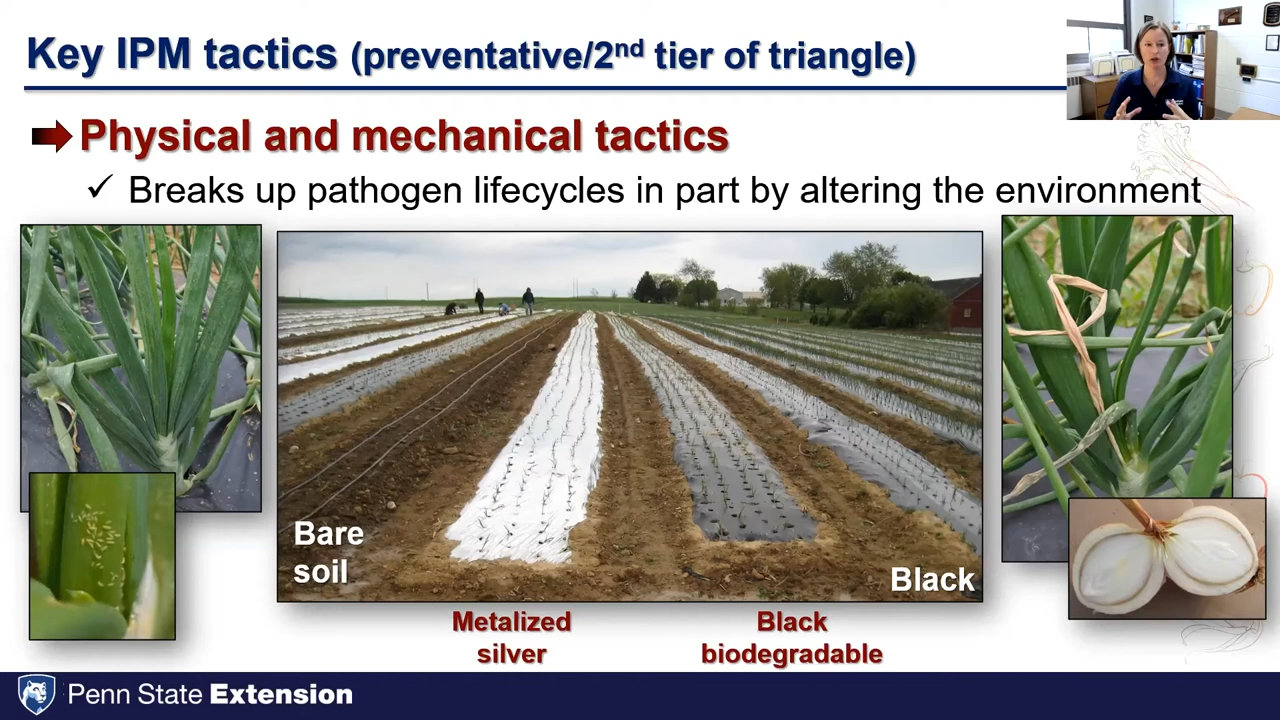 Key IPM tactics (preventative/2nd tier of triangle)
Physical and mechanical tactics
✓ Breaks up pathogen lifecycles in part by altering the environment
Bare
soil
Black
Metalized
silver
Black
biodegradable
Penn State Extension